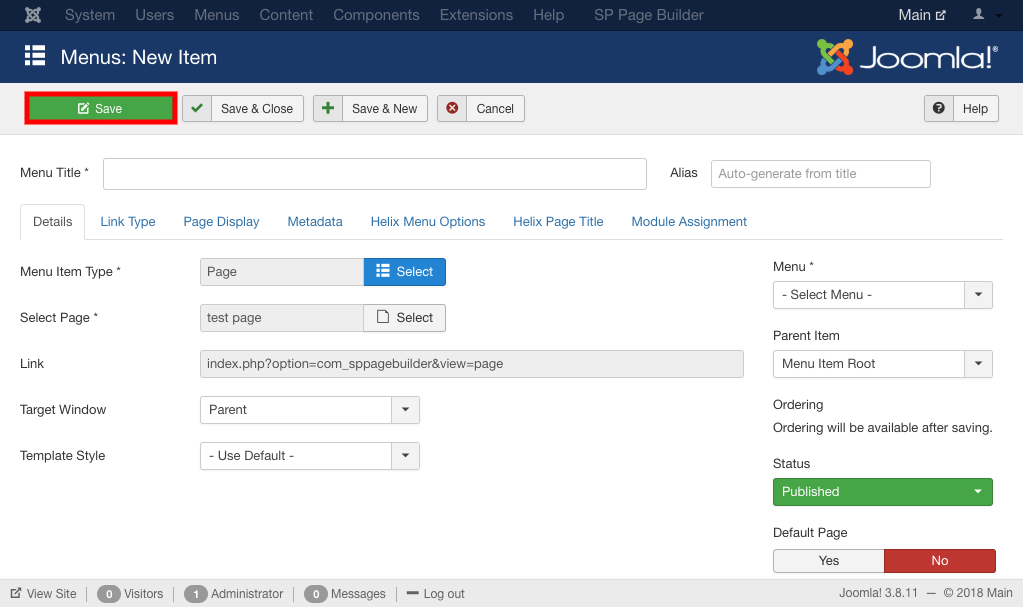 System Users Menus Content Components Extensions Help SP Page Builder Main
Menus: New Item Joomla!®
Save Save & Close Save & New Cancel Help
Menu Title * Alias Auto-generate from title
Details Link Type Page Display Metadata Helix Menu Options Helix Page Title Module Assignment
Menu Item Type * Page Select
Select Page * test page Select
Link index.php?option=com_sppagebuilder&view=page
Target Window Parent
Template Style - Use Default -
Menu *
- Select Menu -
Parent Item
Menu Item Root
Ordering
Ordering will be available after saving.
Status
Published
Default Page
Yes No
View Site 0 Visitors 1 Administrator 0 Messages Log out Joomla! 3.8.11 — © 2018 Main